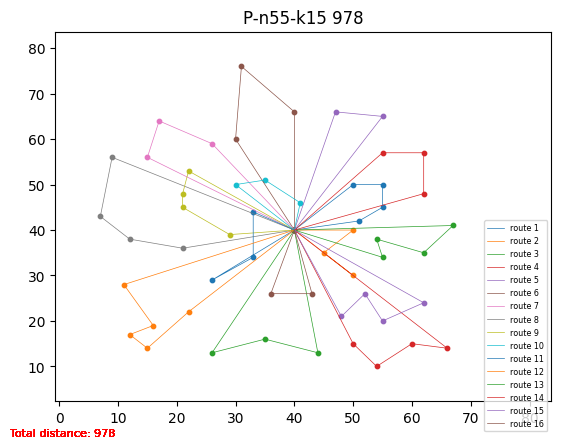 P-n55-k15 978
80
70
60
50
40
30
20
10
0 10 20 30 40 50 60 70 80
route 1
route 2
route 3
route 4
route 5
route 6
route 7
route 8
route 9
route 10
route 11
route 12
route 13
route 14
route 15
route 16
Total distance: 978